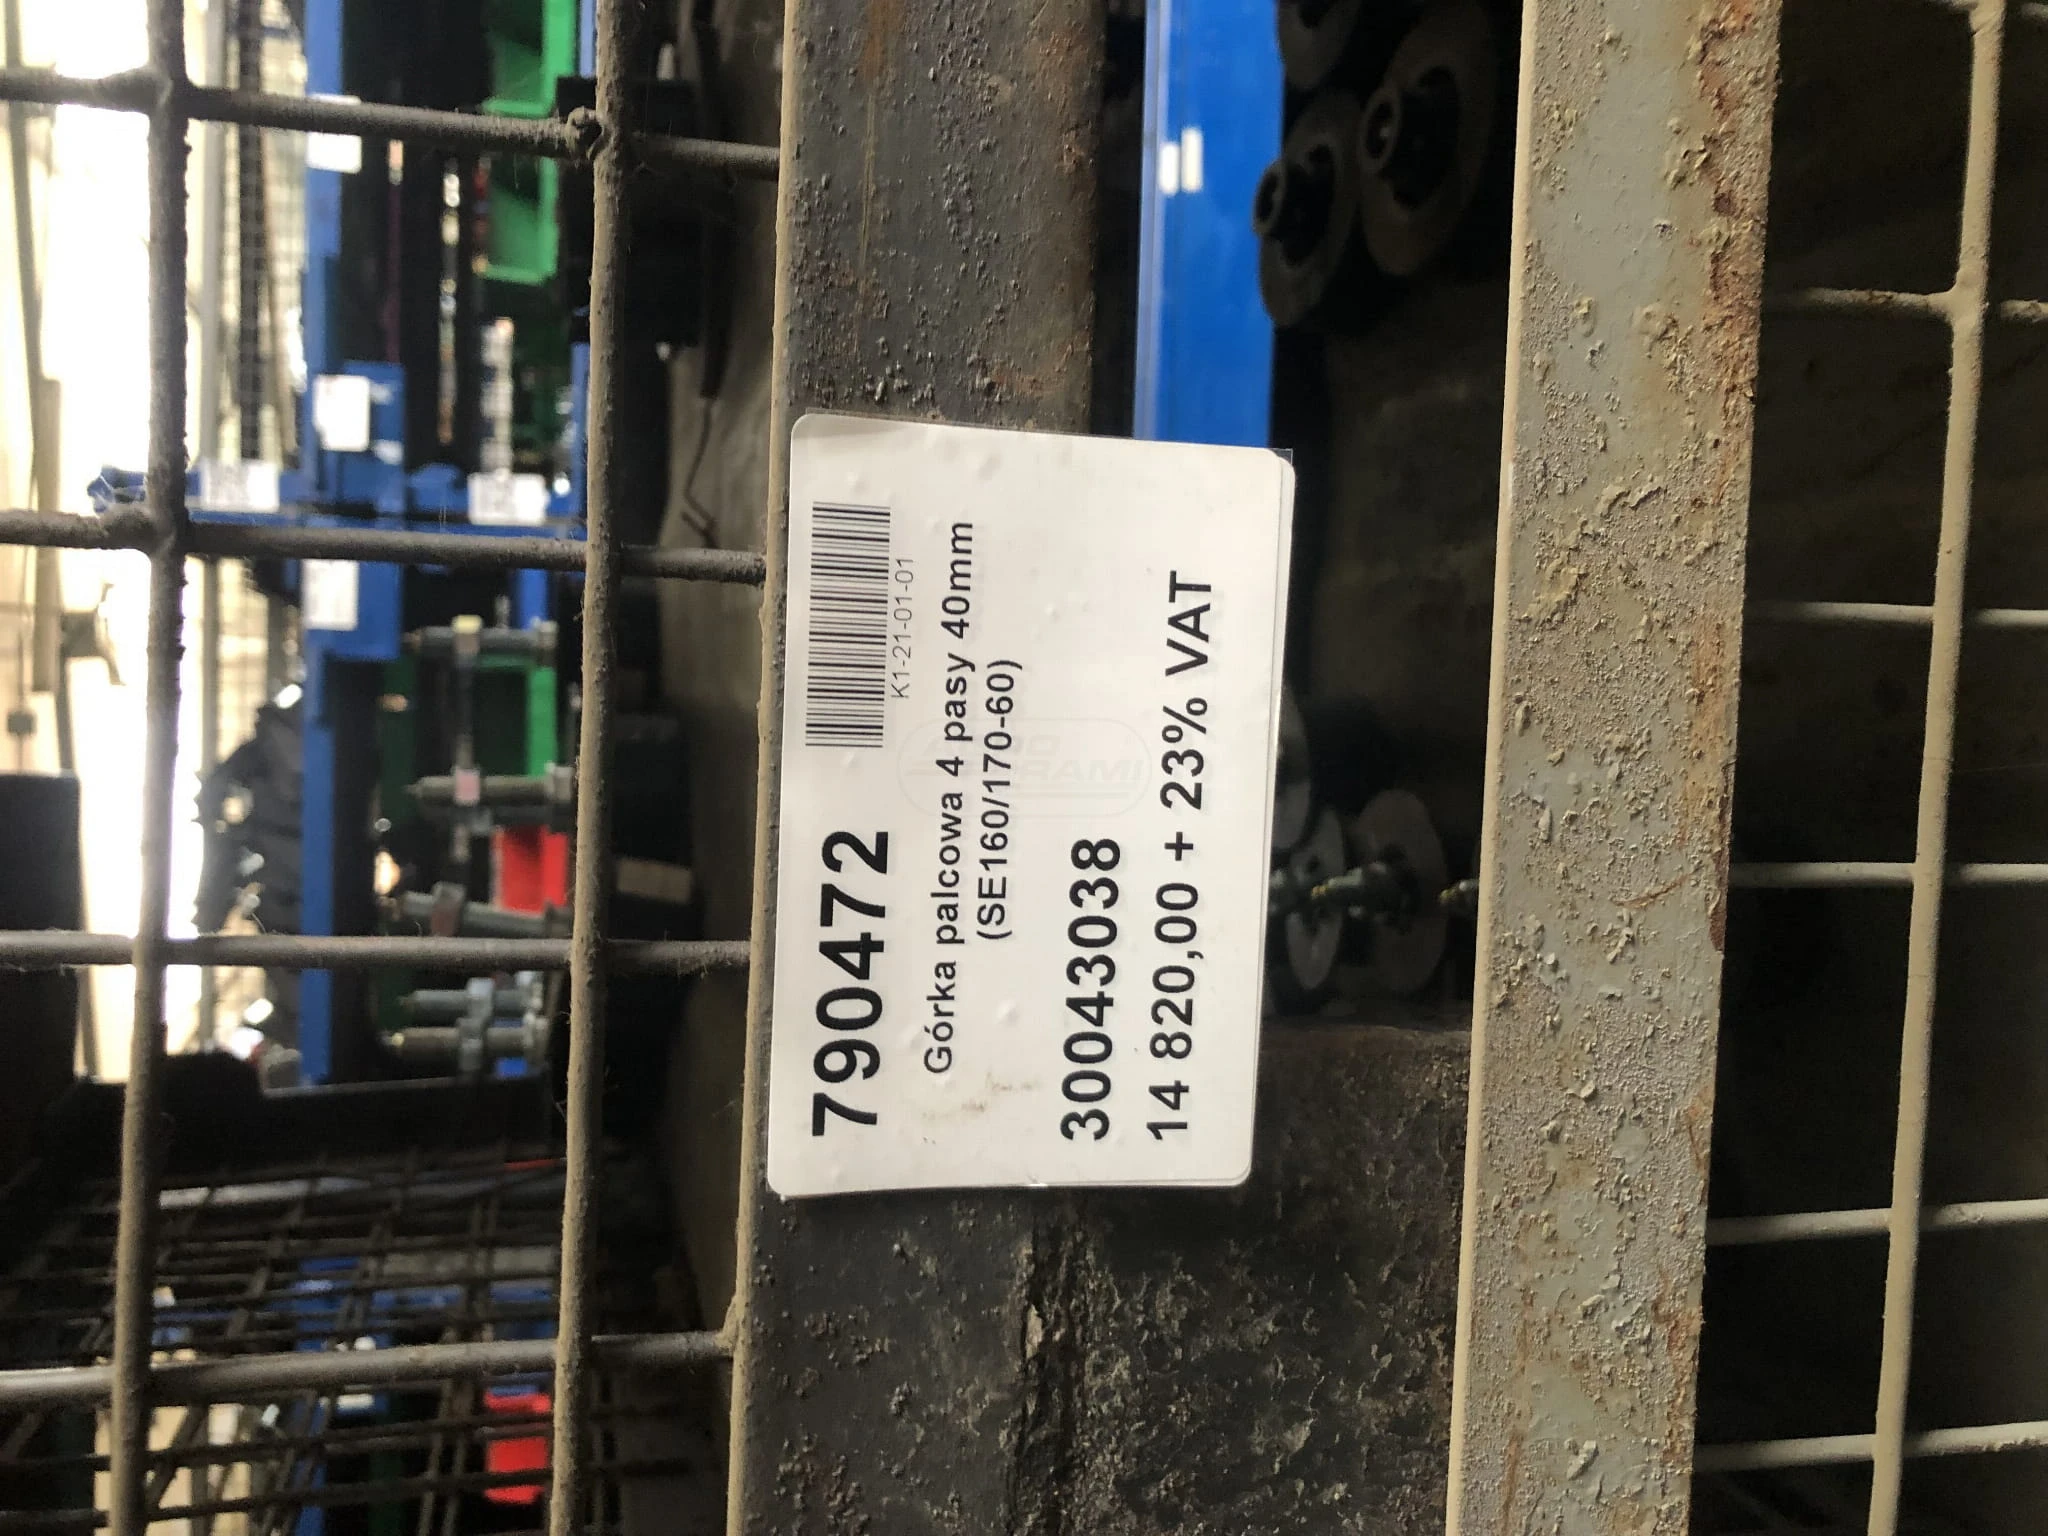 790472
K1-21-01-01
Górka palcowa 4 pasy 40mm
(SE160/170-60)
30043038
14 820,00 + 23% VAT